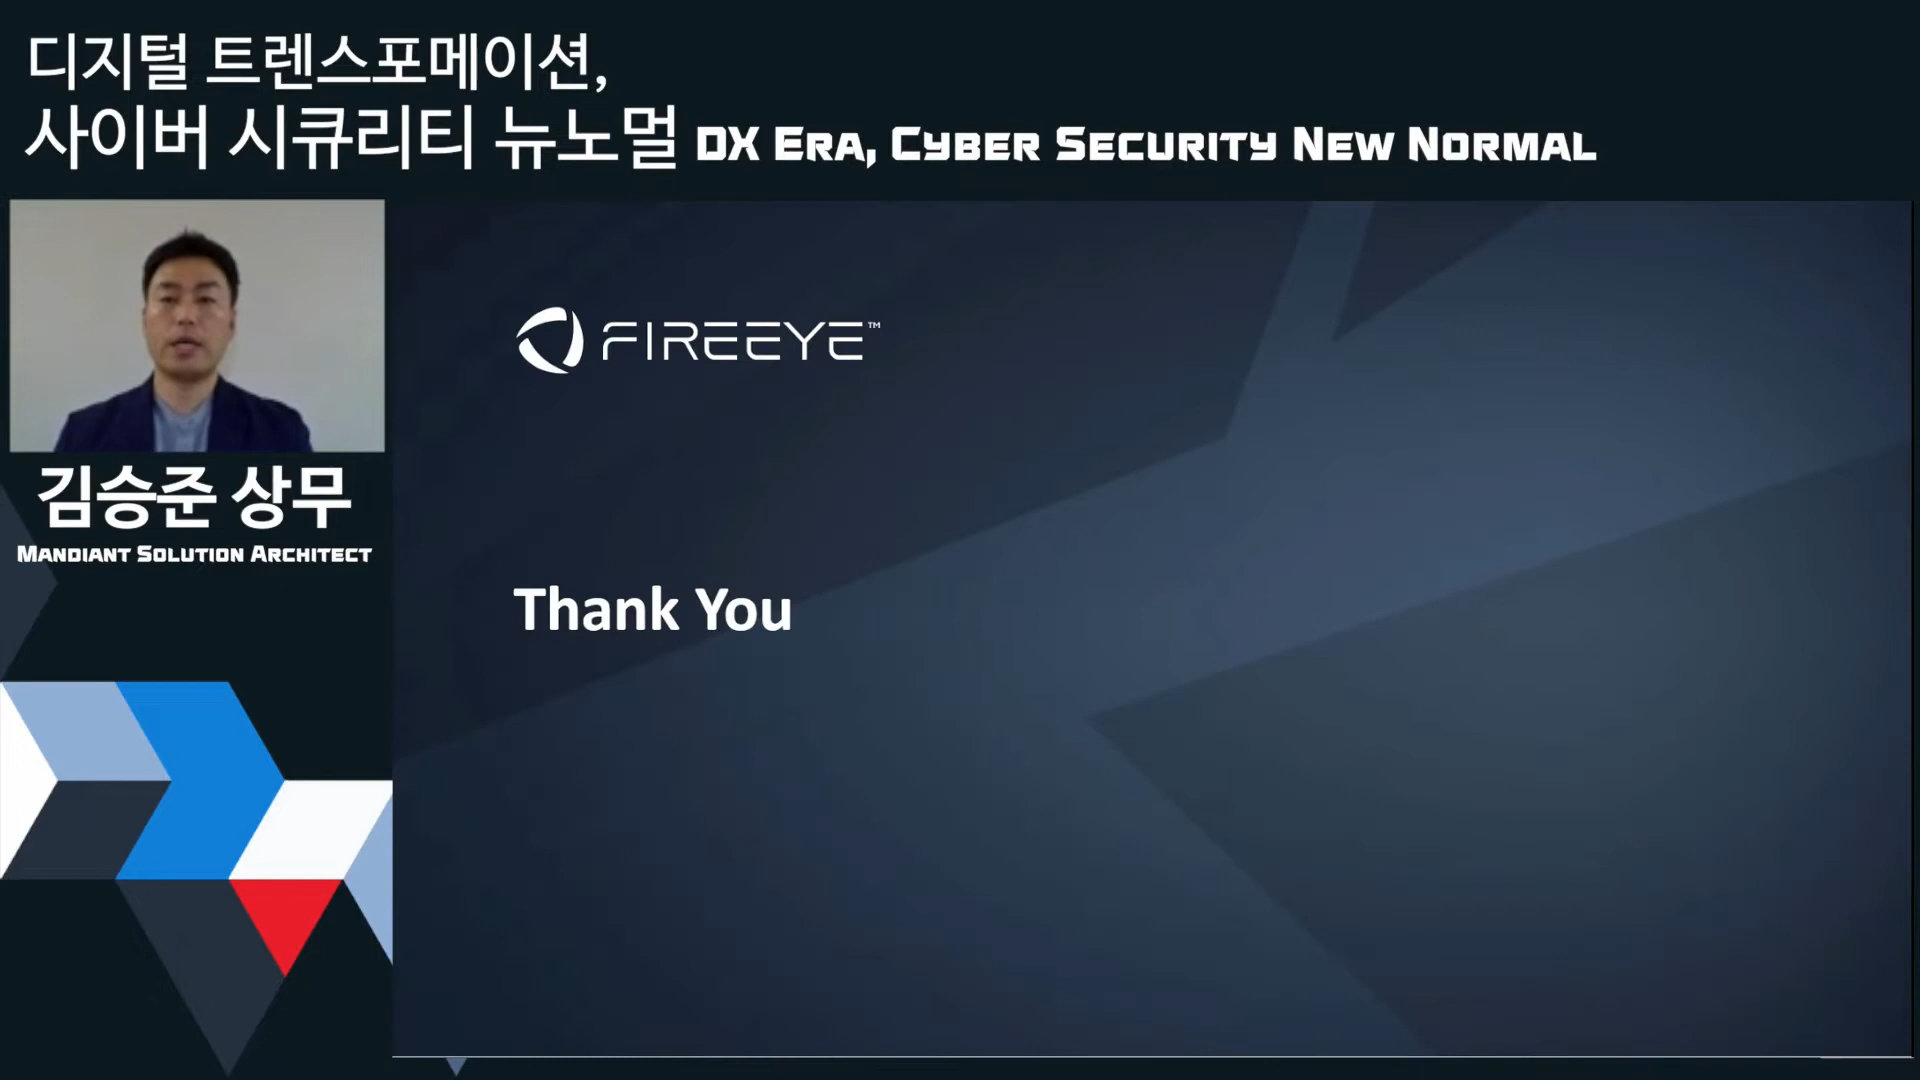 디지털 트렌스포메이션,
사이버 시큐리티 뉴노멀 DX Era, Cyber Security New Normal
김승준 상무
Mandiant Solution Architect
FIREEYE™
Thank You